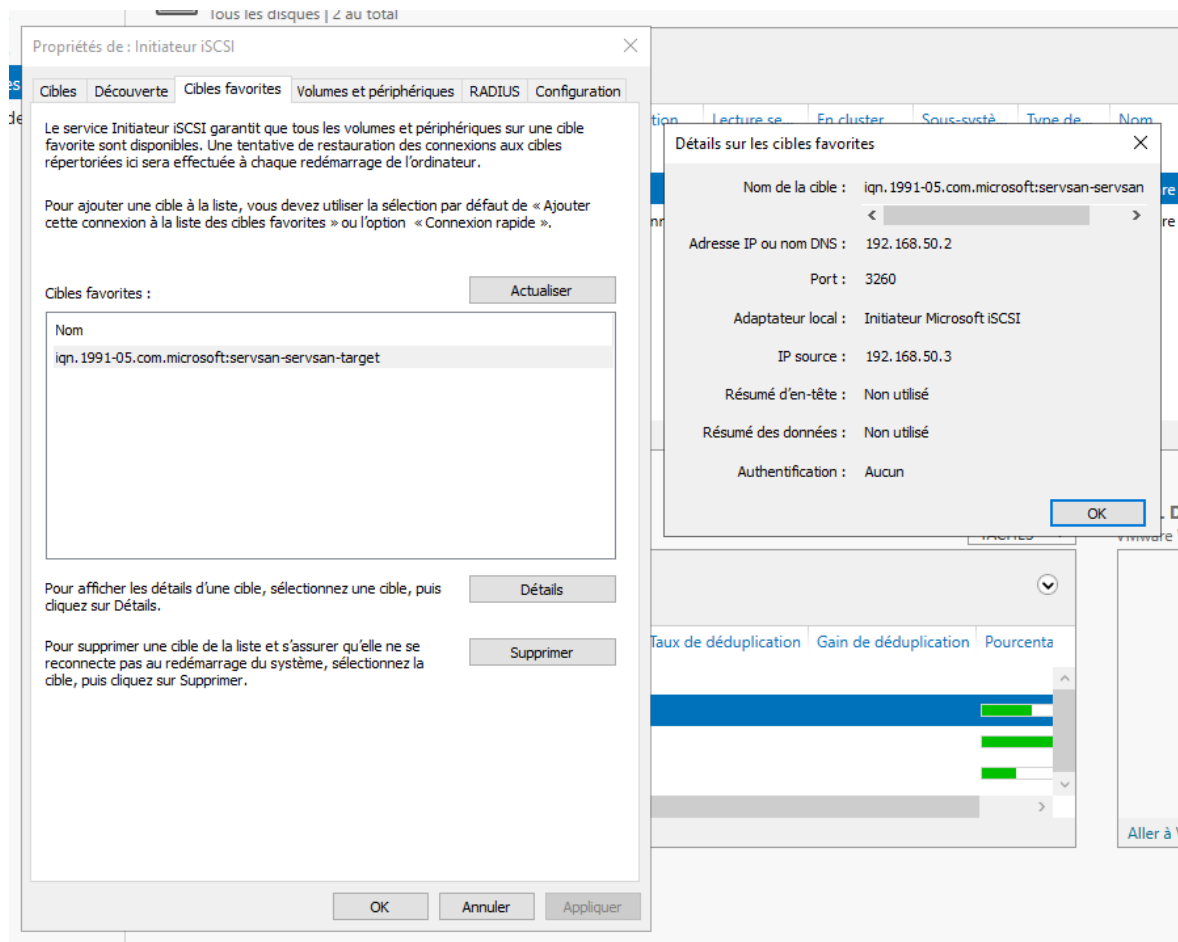 Tous les disques | 2 au total
Propriétés de : Initiateur iSCSI
Cibles
Découverte
Cibles favorites
Volumes et périphériques
RADIUS
Configuration
Le service Initiateur iSCSI garantit que tous les volumes et périphériques sur une cible
favorite sont disponibles. Une tentative de restauration des connexions aux cibles
répertoriées ici sera effectuée à chaque redémarrage de l'ordinateur.
Pour ajouter une cible à la liste, vous devez utiliser la sélection par défaut de « Ajouter
cette connexion à la liste des cibles favorites » ou l'option « Connexion rapide ».
Cibles favorites :
Actualiser
Nom
iqn.1991-05.com.microsoft:servsan-servsan-target
Pour afficher les détails d'une cible, sélectionnez une cible, puis
cliquez sur Détails.
Détails
Pour supprimer une cible de la liste et s'assurer qu'elle ne se
reconnecte pas au redémarrage du système, sélectionnez la
cible, puis cliquez sur Supprimer.
Supprimer
OK
Annuler
Appliquer
tion
Lecture se...
En cluster
Sous-systè...
Type de...
Nom
Détails sur les cibles favorites
Nom de la cible : iqn.1991-05.com.microsoft:servsan-servsan
Adresse IP ou nom DNS : 192.168.50.2
Port : 3260
Adaptateur local : Initiateur Microsoft iSCSI
IP source : 192.168.50.3
Résumé d'en-tête : Non utilisé
Résumé des données : Non utilisé
Authentification : Aucun
OK
TÂCHES
VMware
Taux de déduplication
Gain de déduplication
Pourcenta
Aller à